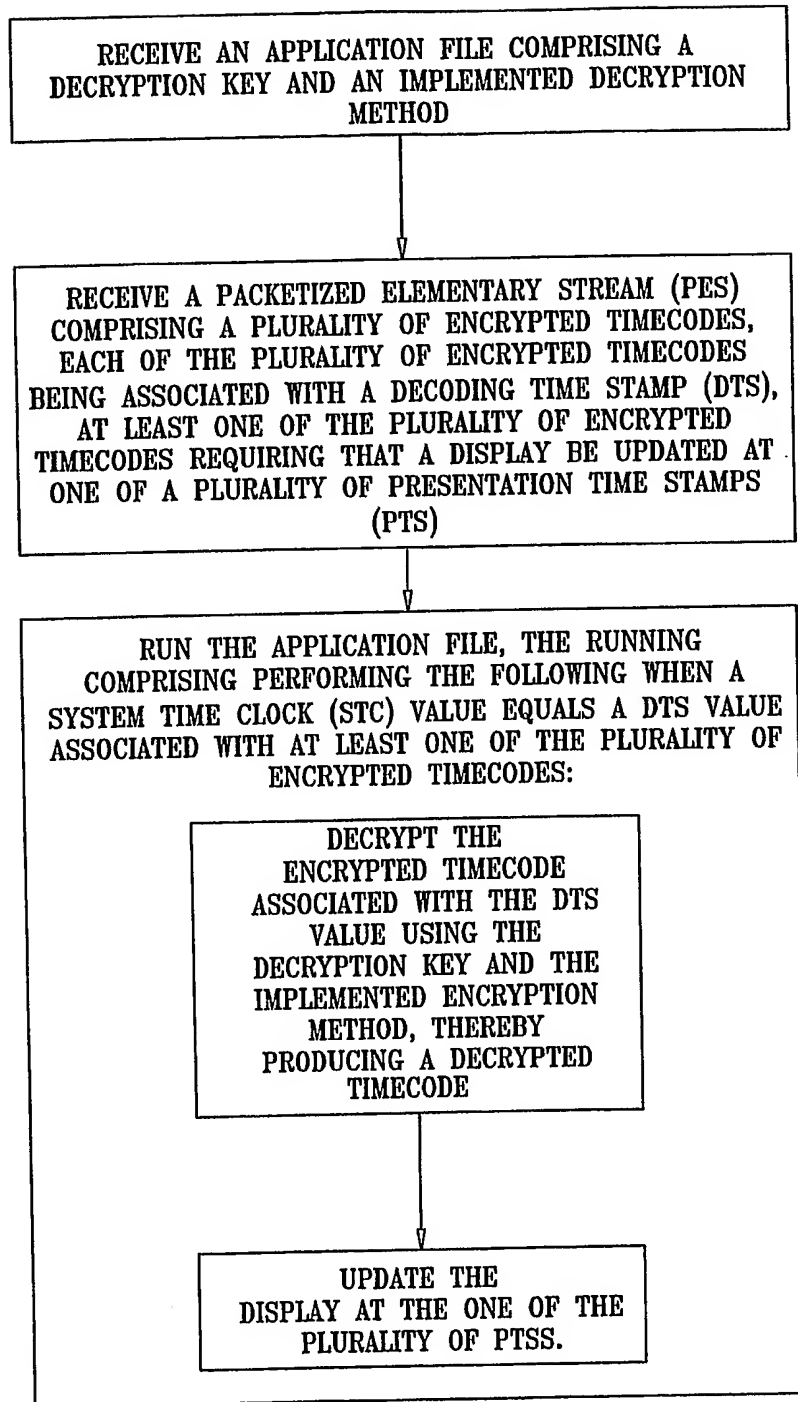 RECEIVE AN APPLICATION FILE COMPRISING A
DECRYPTION KEY AND AN IMPLEMENTED DECRYPTION
METHOD
RECEIVE A PACKETIZED ELEMENTARY STREAM (PES)
COMPRISING A PLURALITY OF ENCRYPTED TIMECODES,
EACH OF THE PLURALITY OF ENCRYPTED TIMECODES
BEING ASSOCIATED WITH A DECODING TIME STAMP (DTS),
AT LEAST ONE OF THE PLURALITY OF ENCRYPTED
TIMECODES REQUIRING THAT A DISPLAY BE UPDATED AT
ONE OF A PLURALITY OF PRESENTATION TIME STAMPS
(PTS)
RUN THE APPLICATION FILE, THE RUNNING
COMPRISING PERFORMING THE FOLLOWING WHEN A
SYSTEM TIME CLOCK (STC) VALUE EQUALS A DTS VALUE
ASSOCIATED WITH AT LEAST ONE OF THE PLURALITY OF
ENCRYPTED TIMECODES:
DECRYPT THE
ENCRYPTED TIMECODE
ASSOCIATED WITH THE DTS
VALUE USING THE
DECRYPTION KEY AND THE
IMPLEMENTED ENCRYPTION
METHOD, THEREBY
PRODUCING A DECRYPTED
TIMECODE
UPDATE THE
DISPLAY AT THE ONE OF THE
PLURALITY OF PTSS.